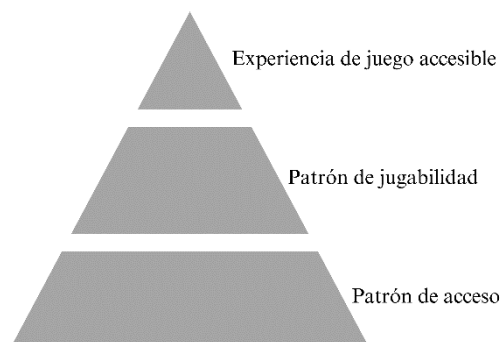 Experiencia de juego accesible
Patrón de jugabilidad
Patrón de acceso